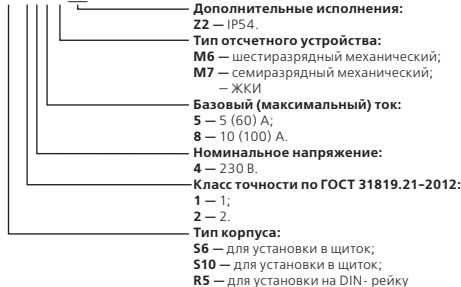 Дополнительные исполнения:
Z2 — IP54.
Тип отсчетного устройства:
М6 — шестиразрядный механический;
М7 — семиразрядный механический;
— ЖКИ
Базовый (максимальный) ток:
5 — 5 (60) А;
8 — 10 (100) А.
Номинальное напряжение:
4 — 230 В.
Класс точности по ГОСТ 31819.21–2012:
1 — 1;
2 — 2.
Тип корпуса:
S6 — для установки в щиток;
S10 — для установки в щиток;
R5 — для установки на DIN- рейку